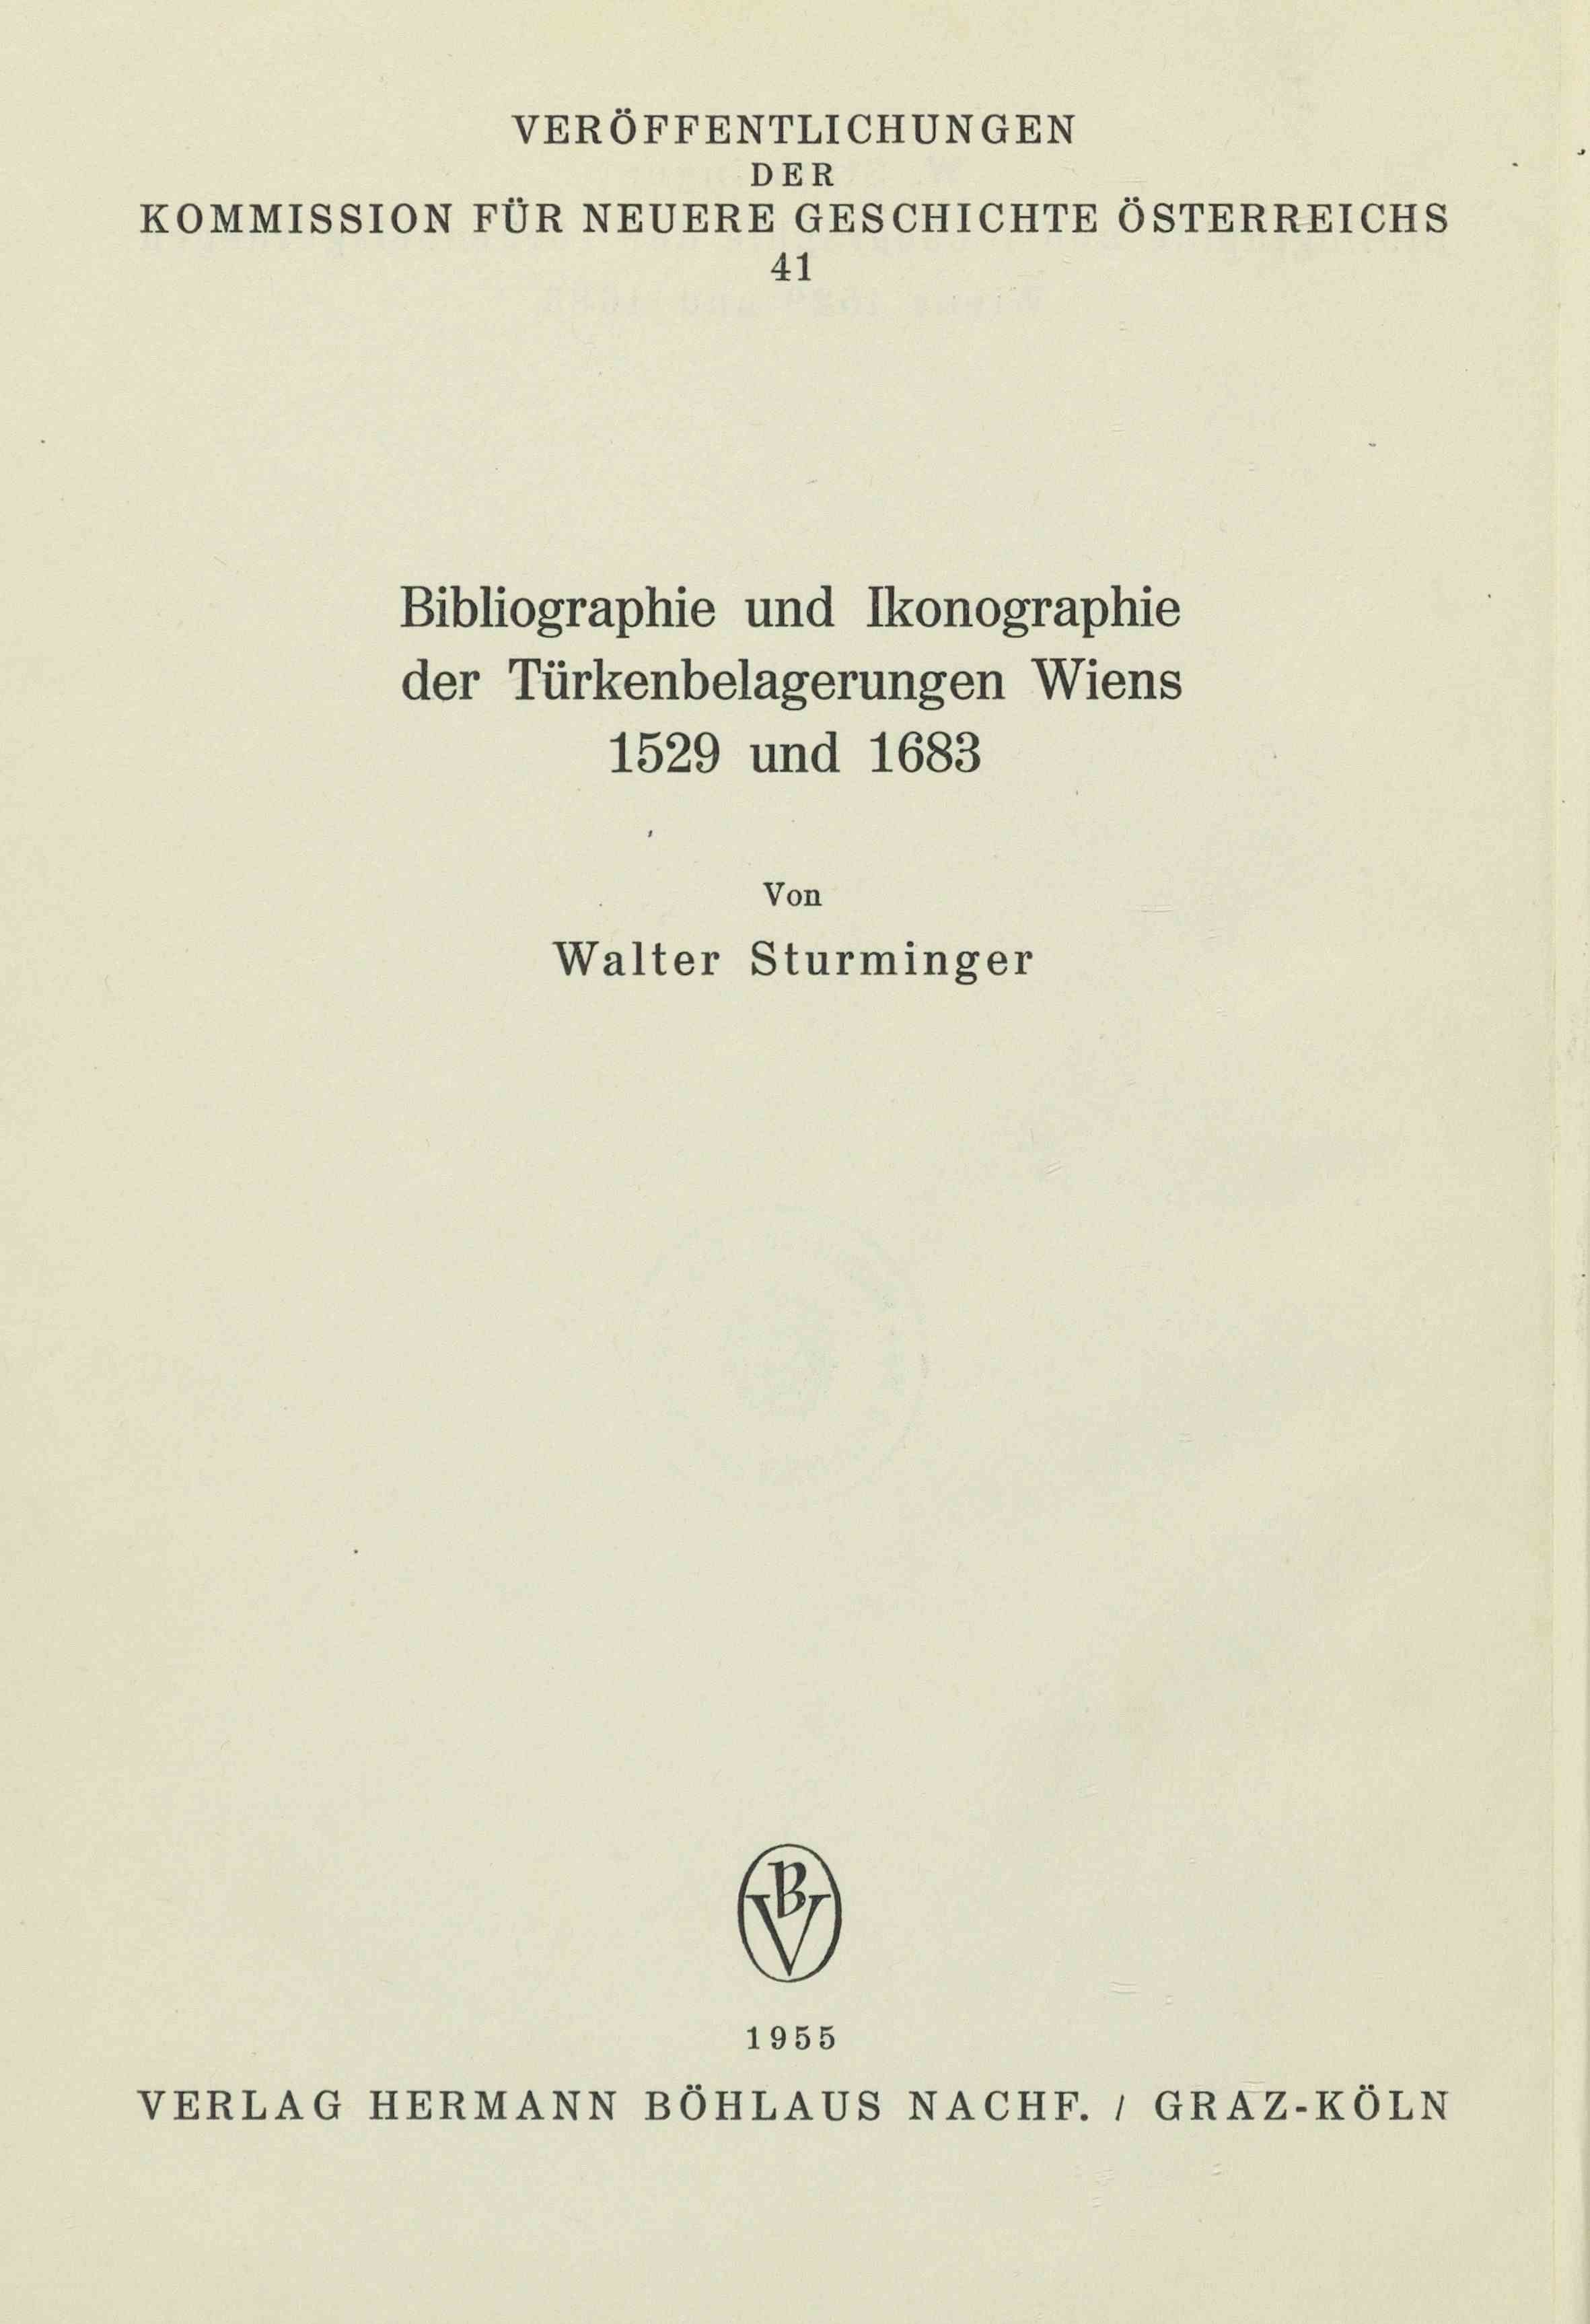 VERÖFFENTLICHUNGEN
DER
KOMMISSION FÜR NEUERE GESCHICHTE ÖSTERREICHS
41
Bibliographie und Ikonographie
der Türkenbelagerungen Wiens
1529 und 1683
Von
Walter Sturminger
BV
1955
VERLAG HERMANN BÖHLAUS NACHF. / GRAZ-KÖLN